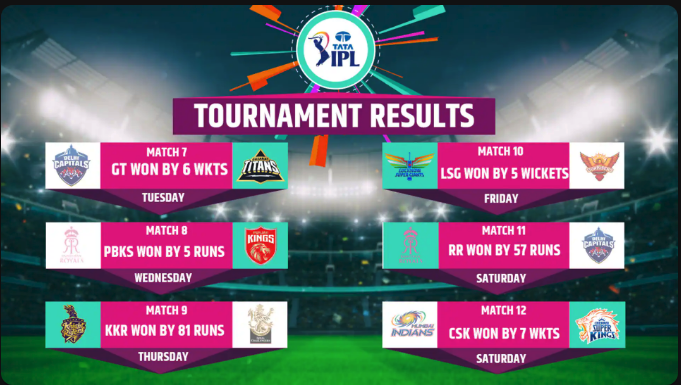 TATA
IPL
TOURNAMENT RESULTS
DELHI
CAPITALS
MATCH 7
GT WON BY 6 WKTS
TITANS
TUESDAY
MATCH 8
PBKS WON BY 5 RUNS
KINGS
WEDNESDAY
MATCH 9
KKR WON BY 81 RUNS
THURSDAY
LUCKNOW
SUPER GIANTS
MATCH 10
LSG WON BY 5 WICKETS
FRIDAY
MATCH 11
RR WON BY 57 RUNS
DELHI
CAPITALS
SATURDAY
MUMBAI
INDIANS
MATCH 12
CSK WON BY 7 WKTS
SUPER
KINGS
SATURDAY